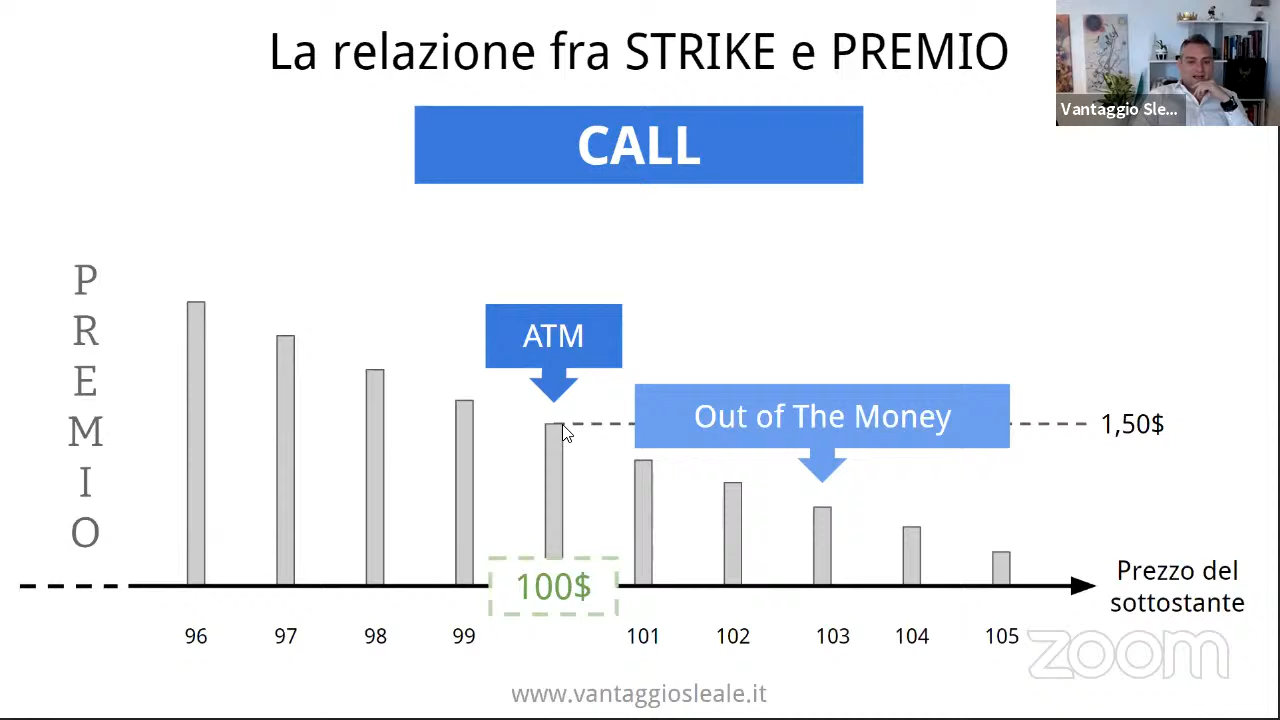 La relazione fra STRIKE e PREMIO
Vantaggio Sle...
CALL
PREMIO
ATM
Out of The Money
1,50$
100$
Prezzo del
sottostante
96 97 98 99 101 102 103 104 105
zoom
www.vantaggiosleale.it